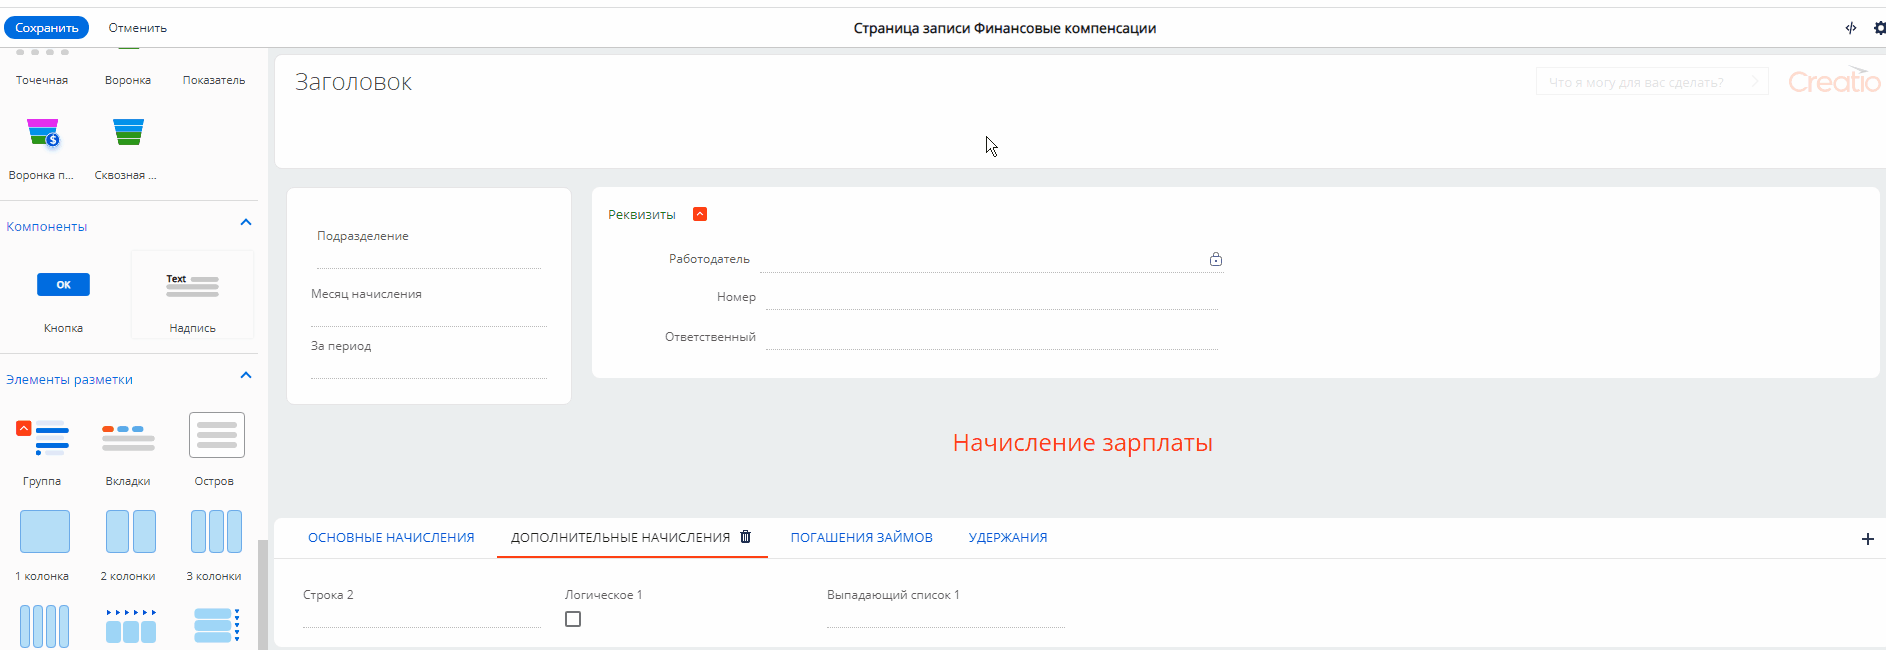 Сохранить Отменить Страница записи Финансовые компенсации
Точечная Воронка Показатель
$
Воронка п... Сквозная ...
Компоненты
OK Text
Кнопка Надпись
Элементы разметки
Группа Вкладки Остров
1 колонка 2 колонки 3 колонки
Заголовок
Что я могу для вас сделать?
Creatio
Подразделение
Месяц начисления
За период
Реквизиты
Работодатель
Номер
Ответственный
Начисление зарплаты
ОСНОВНЫЕ НАЧИСЛЕНИЯ ДОПОЛНИТЕЛЬНЫЕ НАЧИСЛЕНИЯ ПОГАШЕНИЯ ЗАЙМОВ УДЕРЖАНИЯ
Строка 2 Логическое 1 Выпадающий список 1